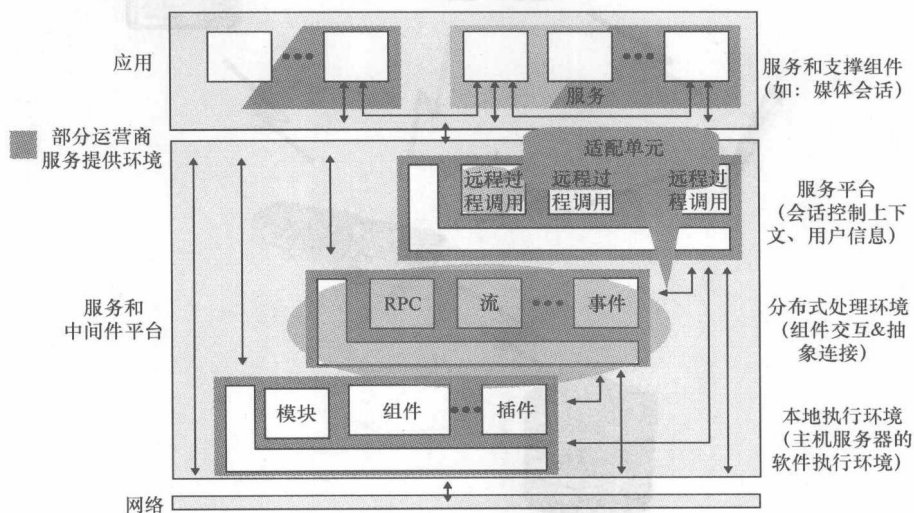 应用
服务
服务和支撑组件
(如：媒体会话)
部分运营商
服务提供环境
适配单元
远程过
程调用
远程过
程调用
远程过
程调用
服务平台
(会话控制上下
文、用户信息)
服务和
中间件平台
RPC
流
事件
分布式处理环境
(组件交互&抽
象连接)
模块
组件
插件
本地执行环境
(主机服务器的
软件执行环境)
网络